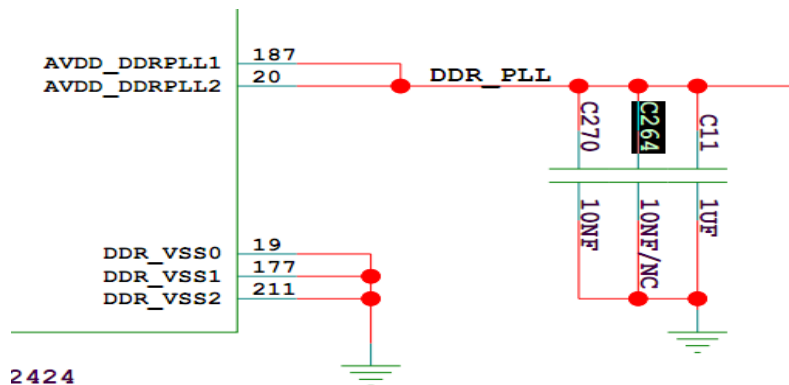 AVDD_DDRPLL1 187
AVDD_DDRPLL2 20
DDR_PLL
C270
C264
C11
10NF
10NF/NC
1UF
DDR_VSS0 19
DDR_VSS1 177
DDR_VSS2 211
2424